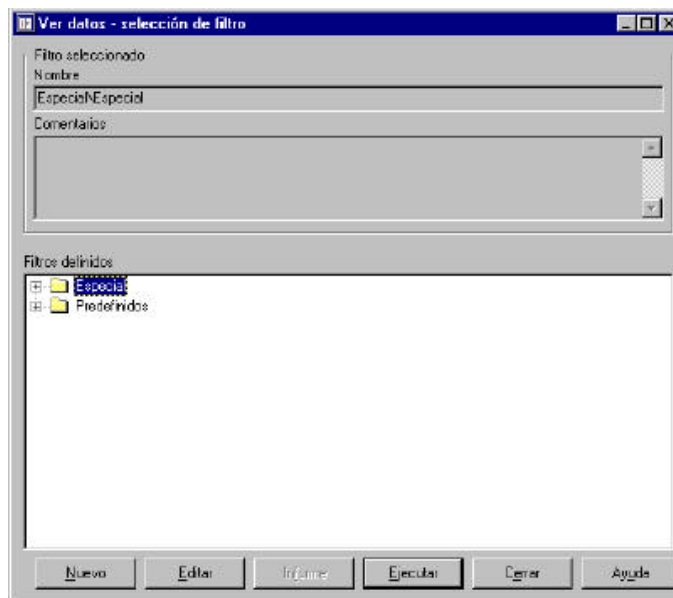 Ver datos - selección de filtro
Filtro seleccionado
Nombre
Especial\Especial
Comentarios
Filtros definidos
Especial
Predefinidos
Nuevo Editar Informe Ejecutar Cerrar Ayuda